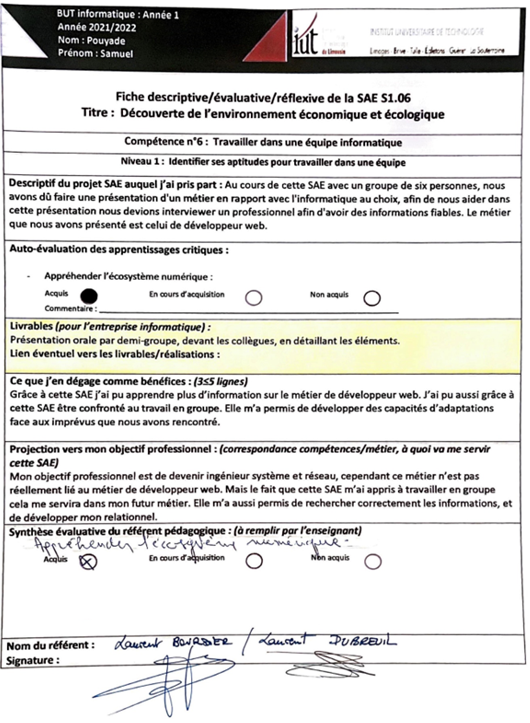 BUT informatique : Année 1
Année 2021/2022
Nom : Pouyade
Prénom : Samuel
iut
du Limousin
INSTITUT UNIVERSITAIRE DE TECHNOLOGIE
Limoges Brive Tulle Égletons Guéret La Souterraine
Fiche descriptive/évaluative/réflexive de la SAE S1.06
Titre : Découverte de l'environnement économique et écologique
Compétence n°6 : Travailler dans une équipe informatique
Niveau 1 : Identifier ses aptitudes pour travailler dans une équipe
Descriptif du projet SAE auquel j'ai pris part : Au cours de cette SAE avec un groupe de six personnes, nous
avons dû faire une présentation d'un métier en rapport avec l'informatique au choix, afin de nous aider dans
cette présentation nous devions interviewer un professionnel afin d'avoir des informations fiables. Le métier
que nous avons présenté est celui de développeur web.
Auto-évaluation des apprentissages critiques :
- Appréhender l'écosystème numérique :
Acquis En cours d'acquisition Non acquis
Commentaire :
Livrables (pour l'entreprise informatique) :
Présentation orale par demi-groupe, devant les collègues, en détaillant les éléments.
Lien éventuel vers les livrables/réalisations :
Ce que j'en dégage comme bénéfices : (3≤5 lignes)
Grâce à cette SAE j'ai pu apprendre plus d'information sur le métier de développeur web. J'ai pu aussi grâce à
cette SAE être confronté au travail en groupe. Elle m'a permis de développer des capacités d'adaptations
face aux imprévus que nous avons rencontré.
Projection vers mon objectif professionnel : (correspondance compétences/métier, à quoi va me servir
cette SAE)
Mon objectif professionnel est de devenir ingénieur système et réseau, cependant ce métier n'est pas
réellement lié au métier de développeur web. Mais le fait que cette SAE m'ai appris à travailler en groupe
cela me servira dans mon futur métier. Elle m'a aussi permis de rechercher correctement les informations, et
de développer mon relationnel.
Synthèse évaluative du référent pédagogique : (à remplir par l'enseignant)
Appréhender l'écosystème numérique.
Acquis En cours d'acquisition Non acquis
Nom du référent : Laurent BOURDIER / Laurent DUBREUIL
Signature :